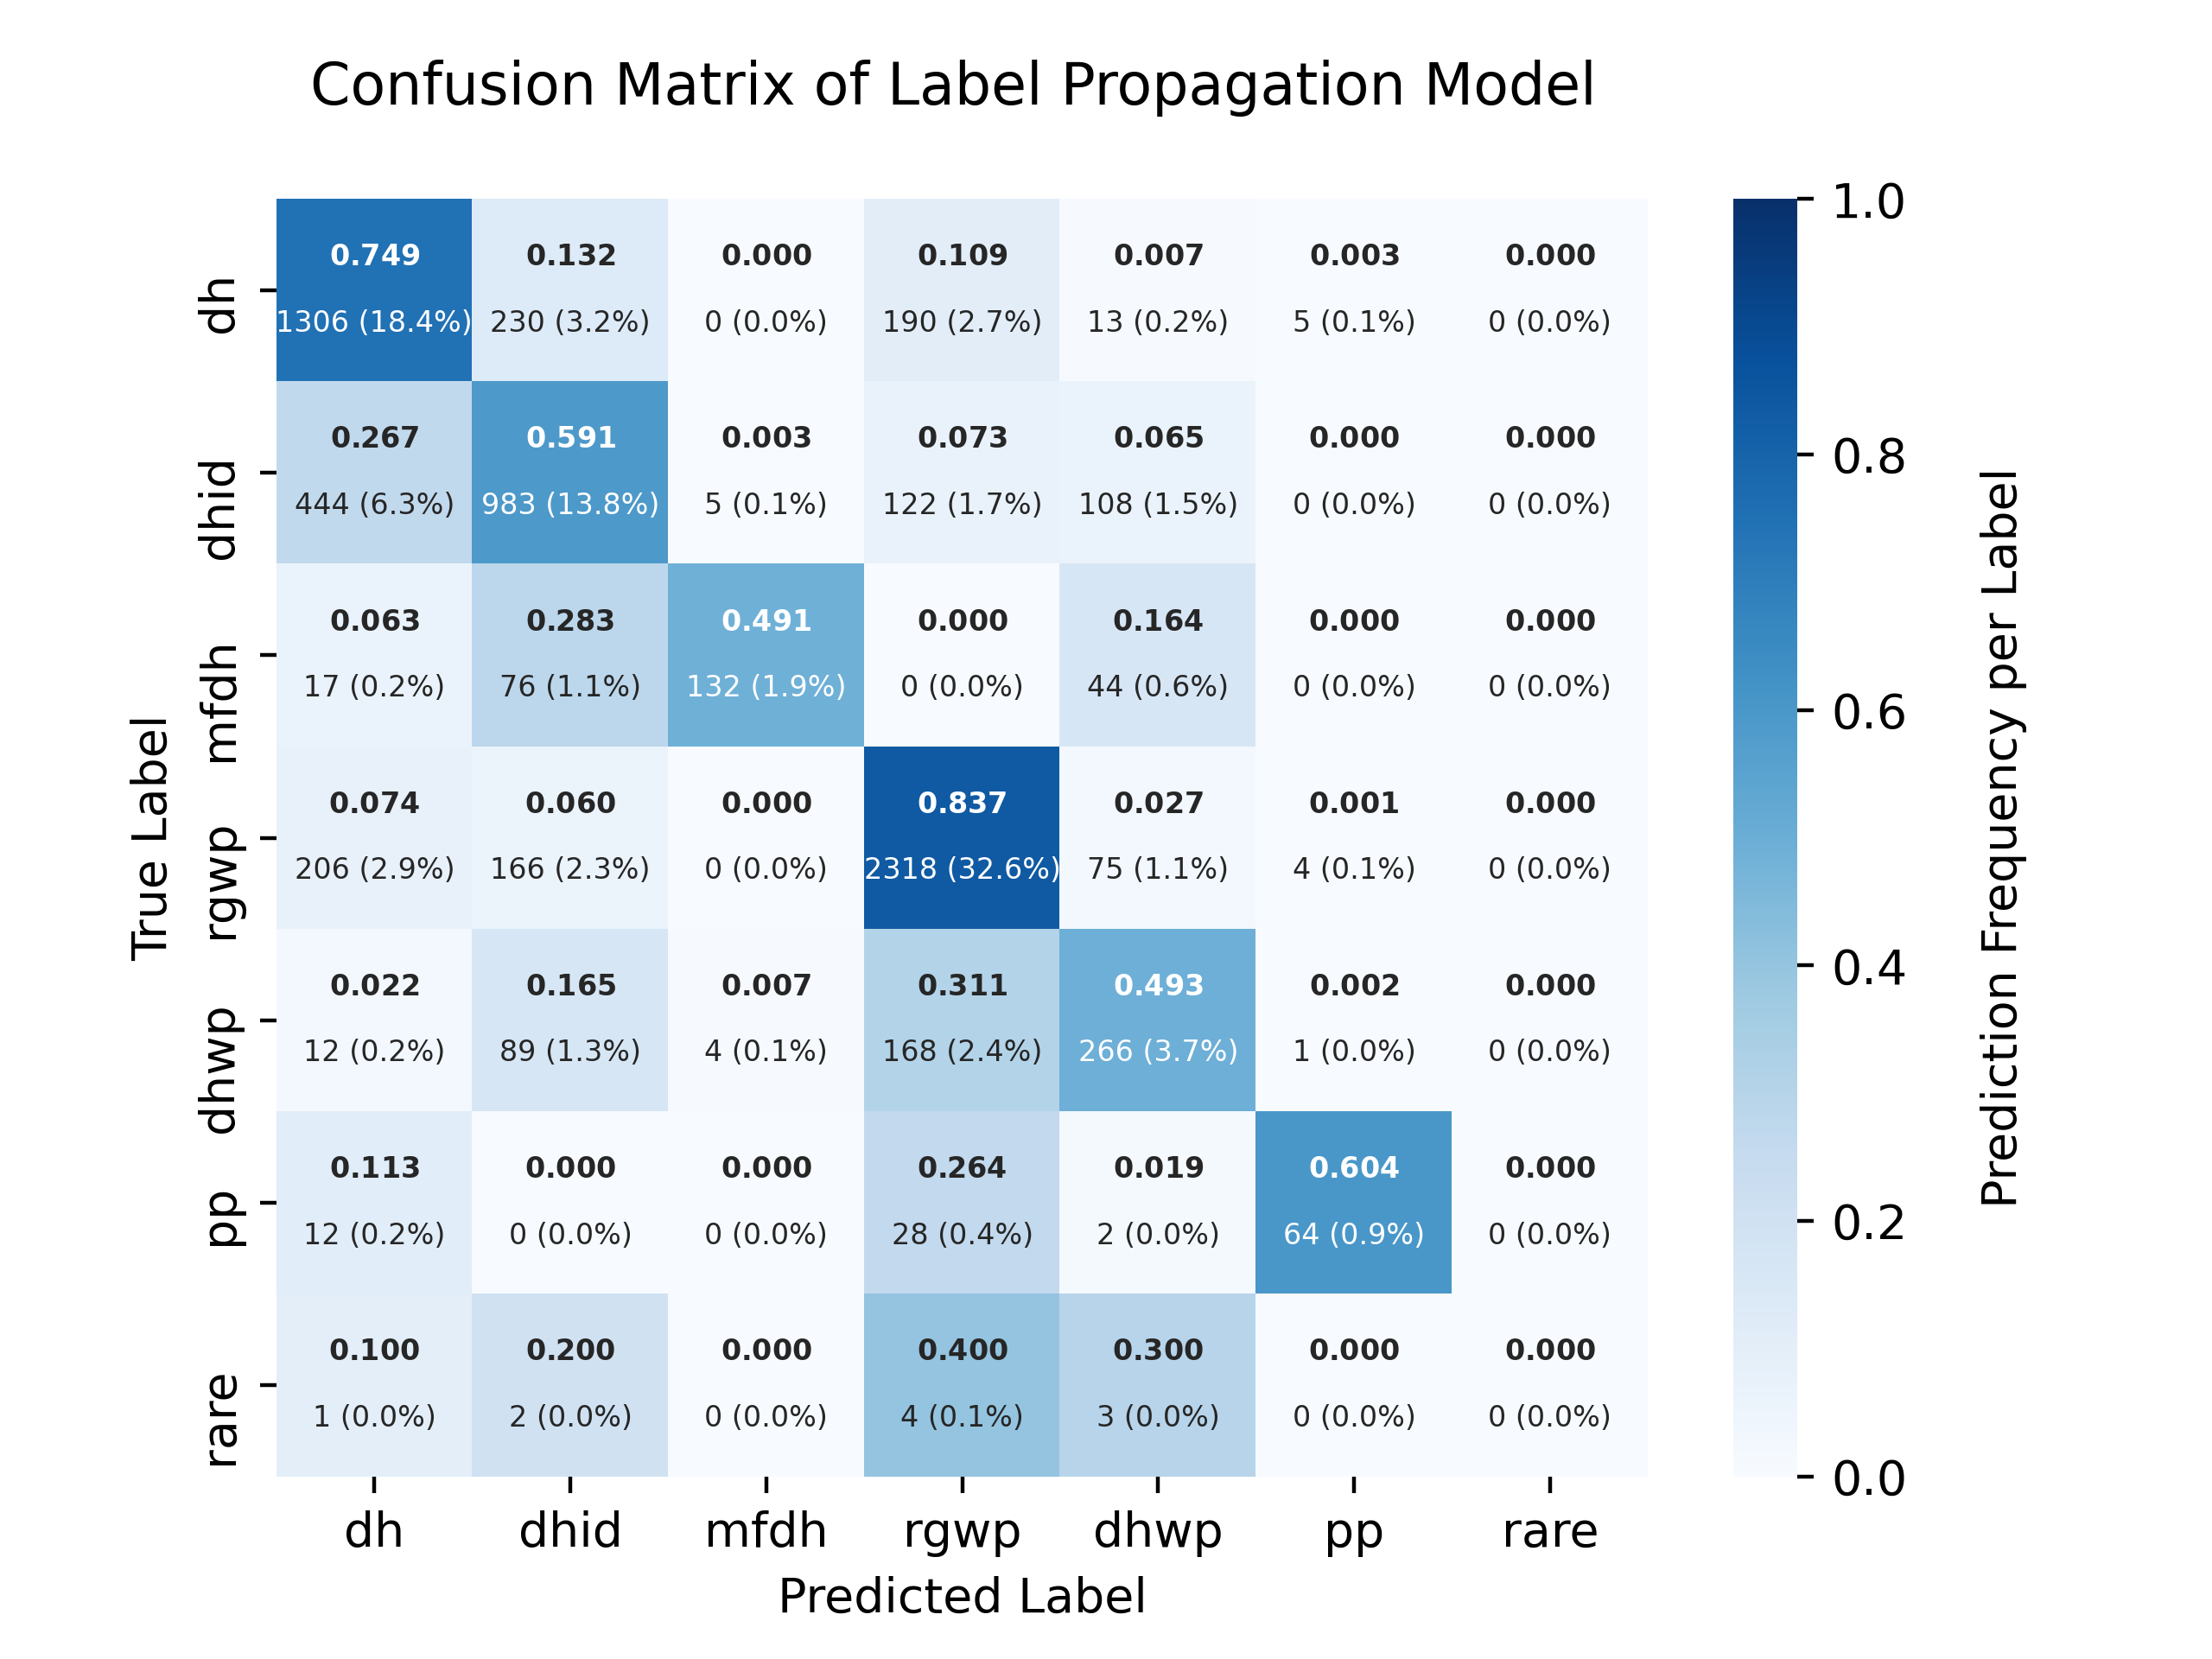 Confusion Matrix of Label Propagation Model
0.749 0.132 0.000 0.109 0.007 0.003 0.000
dh
1306 (18.4%) 230 (3.2%) 0 (0.0%) 190 (2.7%) 13 (0.2%) 5 (0.1%) 0 (0.0%)
0.267 0.591 0.003 0.073 0.065 0.000 0.000
dhid
444 (6.3%) 983 (13.8%) 5 (0.1%) 122 (1.7%) 108 (1.5%) 0 (0.0%) 0 (0.0%)
0.063 0.283 0.491 0.000 0.164 0.000 0.000
mfdh
17 (0.2%) 76 (1.1%) 132 (1.9%) 0 (0.0%) 44 (0.6%) 0 (0.0%) 0 (0.0%)
0.074 0.060 0.000 0.837 0.027 0.001 0.000
rgwp
206 (2.9%) 166 (2.3%) 0 (0.0%) 2318 (32.6%) 75 (1.1%) 4 (0.1%) 0 (0.0%)
0.022 0.165 0.007 0.311 0.493 0.002 0.000
dhwp
12 (0.2%) 89 (1.3%) 4 (0.1%) 168 (2.4%) 266 (3.7%) 1 (0.0%) 0 (0.0%)
0.113 0.000 0.000 0.264 0.019 0.604 0.000
pp
12 (0.2%) 0 (0.0%) 0 (0.0%) 28 (0.4%) 2 (0.0%) 64 (0.9%) 0 (0.0%)
0.100 0.200 0.000 0.400 0.300 0.000 0.000
rare
1 (0.0%) 2 (0.0%) 0 (0.0%) 4 (0.1%) 3 (0.0%) 0 (0.0%) 0 (0.0%)
True Label
dh dhid mfdh rgwp dhwp pp rare
Predicted Label
1.0
0.8
0.6
0.4
0.2
0.0
Prediction Frequency per Label